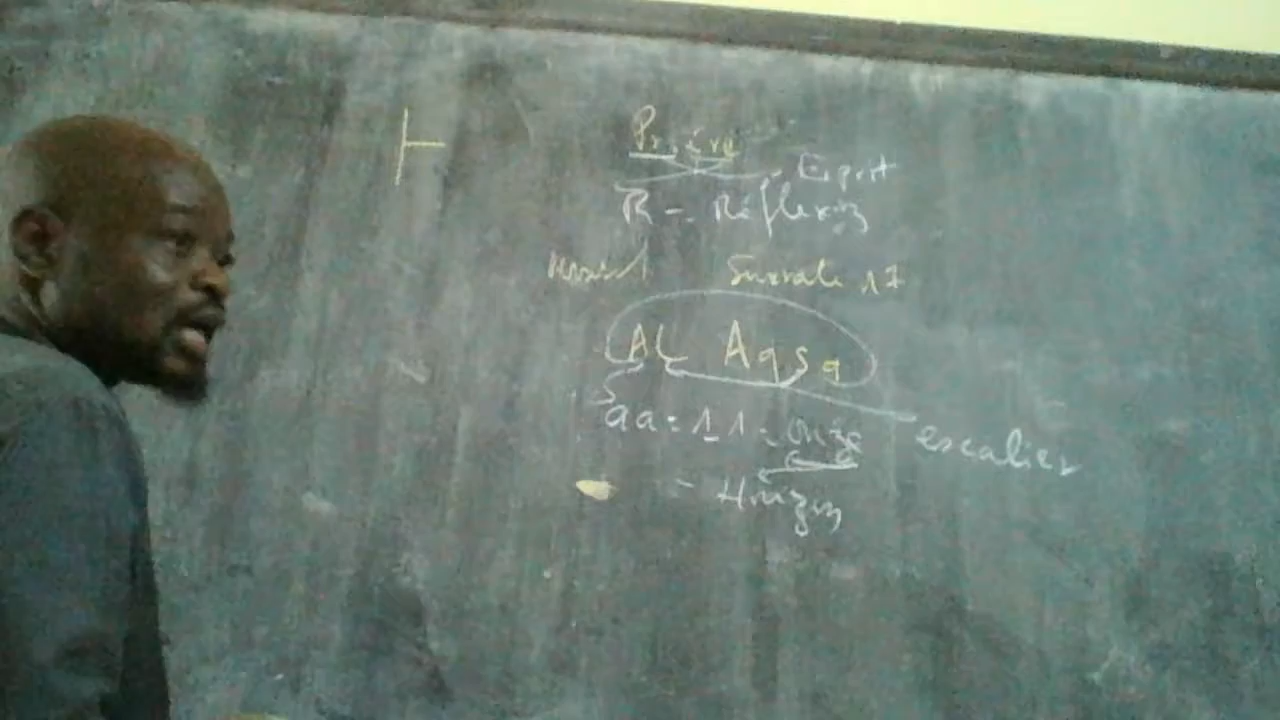 Prière
Esprit
R - Réflexion
Sourate 17
AL Aqsa
aa = 11 = onze
escalier
= Horizon